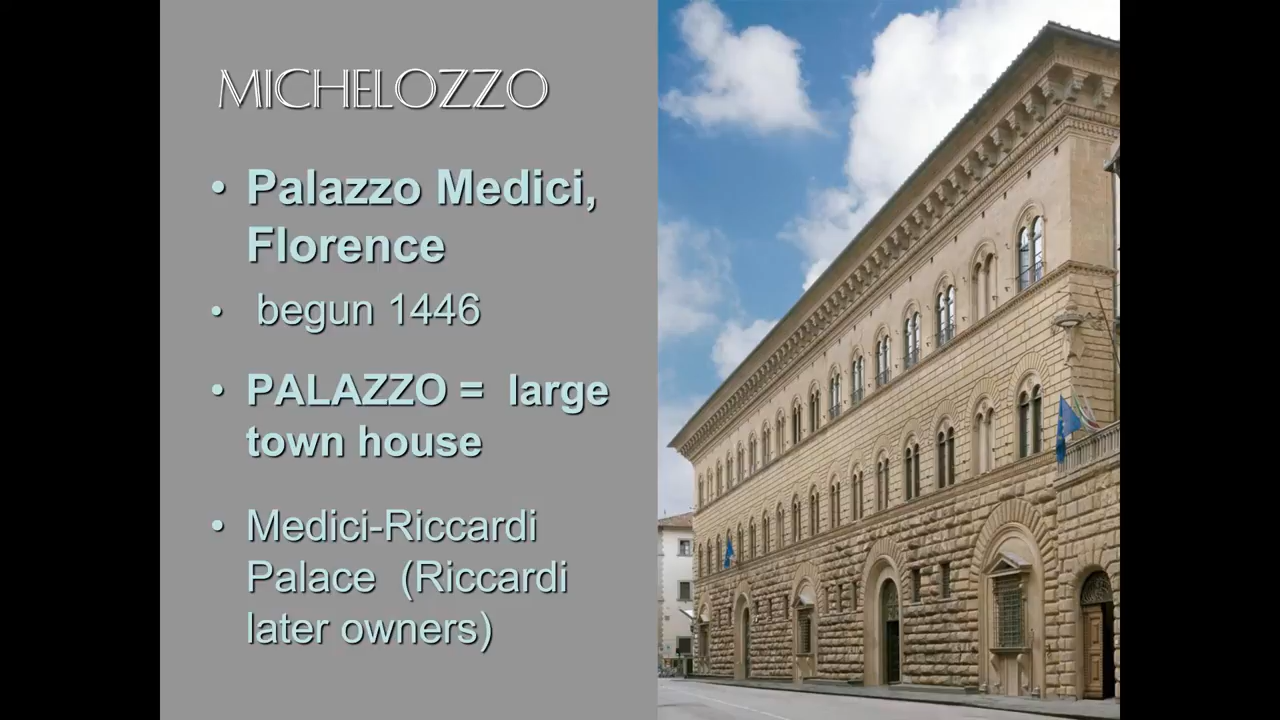 MICHELOZZO
• Palazzo Medici,
Florence
• begun 1446
• PALAZZO = large
town house
• Medici-Riccardi
Palace (Riccardi
later owners)